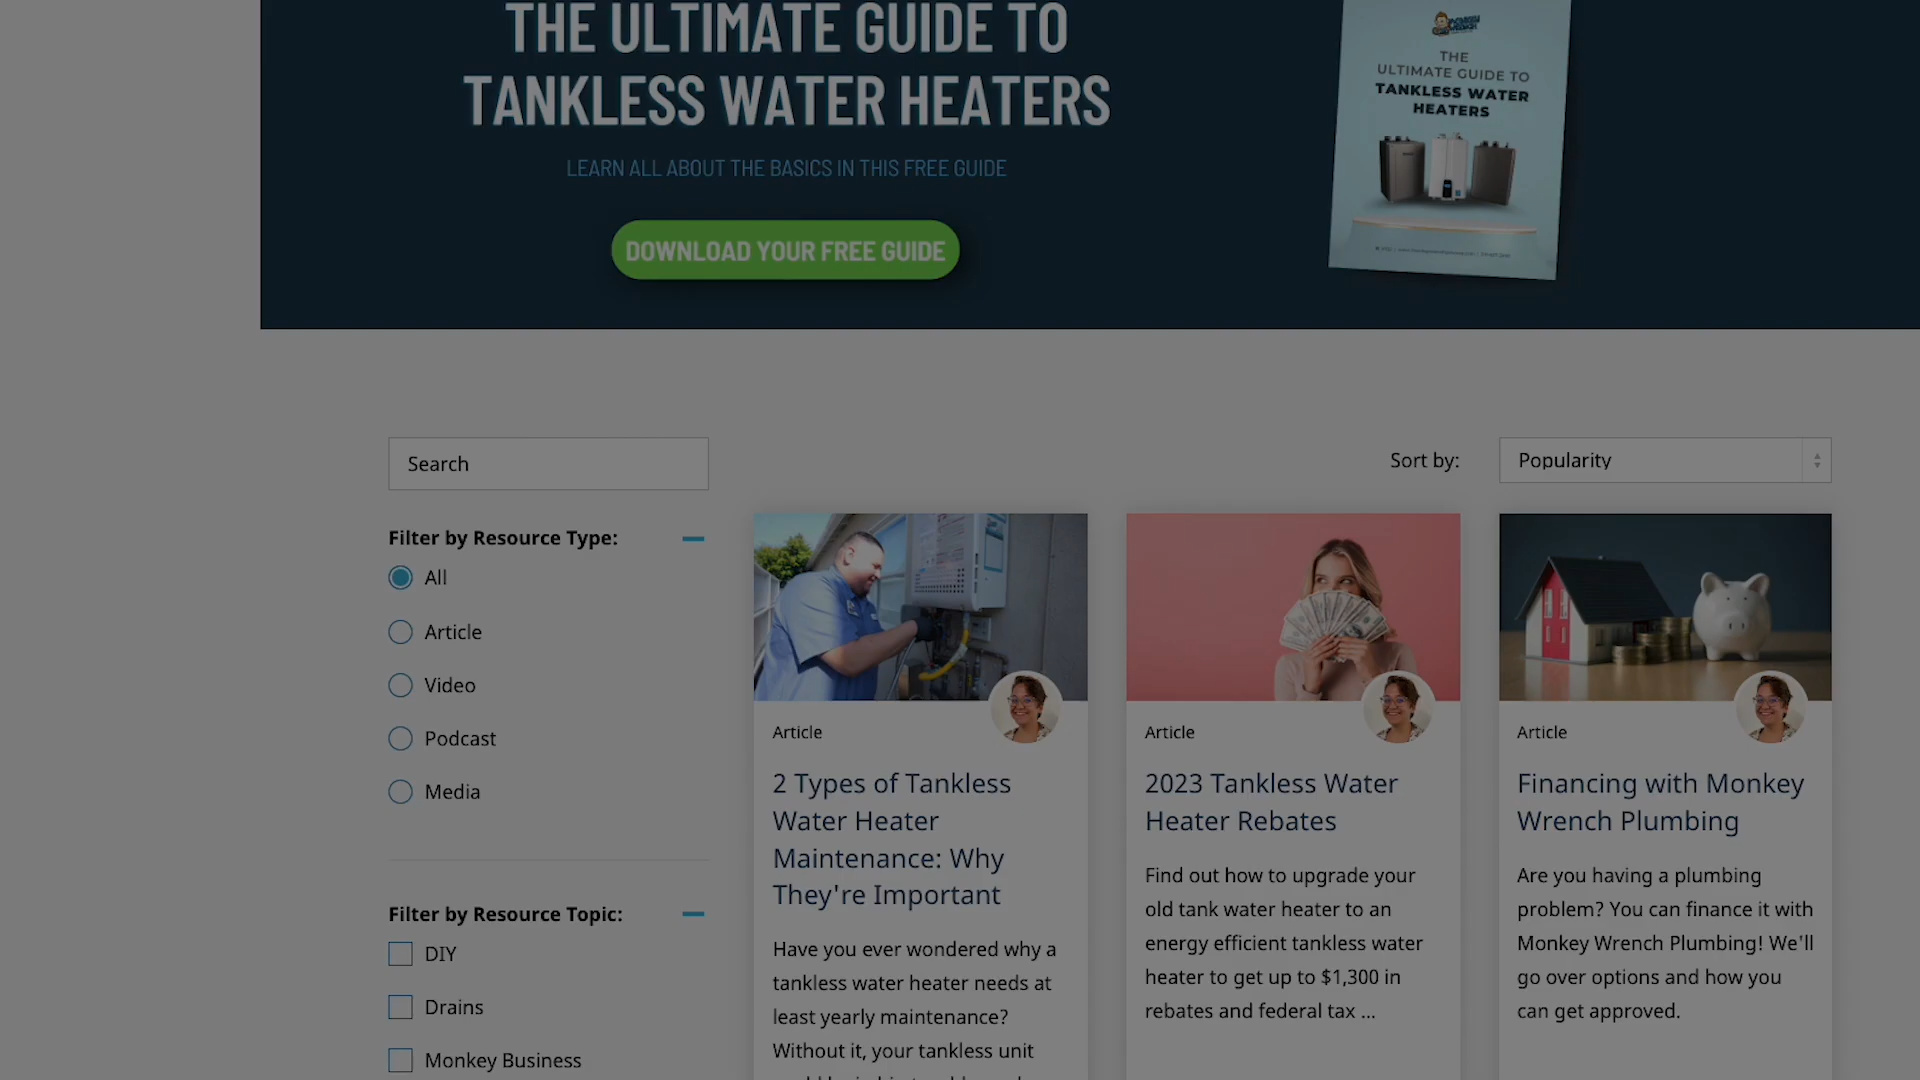 THE ULTIMATE GUIDE TO
TANKLESS WATER HEATERS
LEARN ALL ABOUT THE BASICS IN THIS FREE GUIDE
DOWNLOAD YOUR FREE GUIDE
THE
ULTIMATE GUIDE TO
TANKLESS WATER
HEATERS
Search
Sort by:
Popularity
Filter by Resource Type:
All
Article
Video
Podcast
Media
Filter by Resource Topic:
DIY
Drains
Monkey Business
Article
2 Types of Tankless
Water Heater
Maintenance: Why
They're Important
Have you ever wondered why a
tankless water heater needs at
least yearly maintenance?
Without it, your tankless unit
Article
2023 Tankless Water
Heater Rebates
Find out how to upgrade your
old tank water heater to an
energy efficient tankless water
heater to get up to $1,300 in
rebates and federal tax ...
Article
Financing with Monkey
Wrench Plumbing
Are you having a plumbing
problem? You can finance it with
Monkey Wrench Plumbing! We'll
go over options and how you
can get approved.